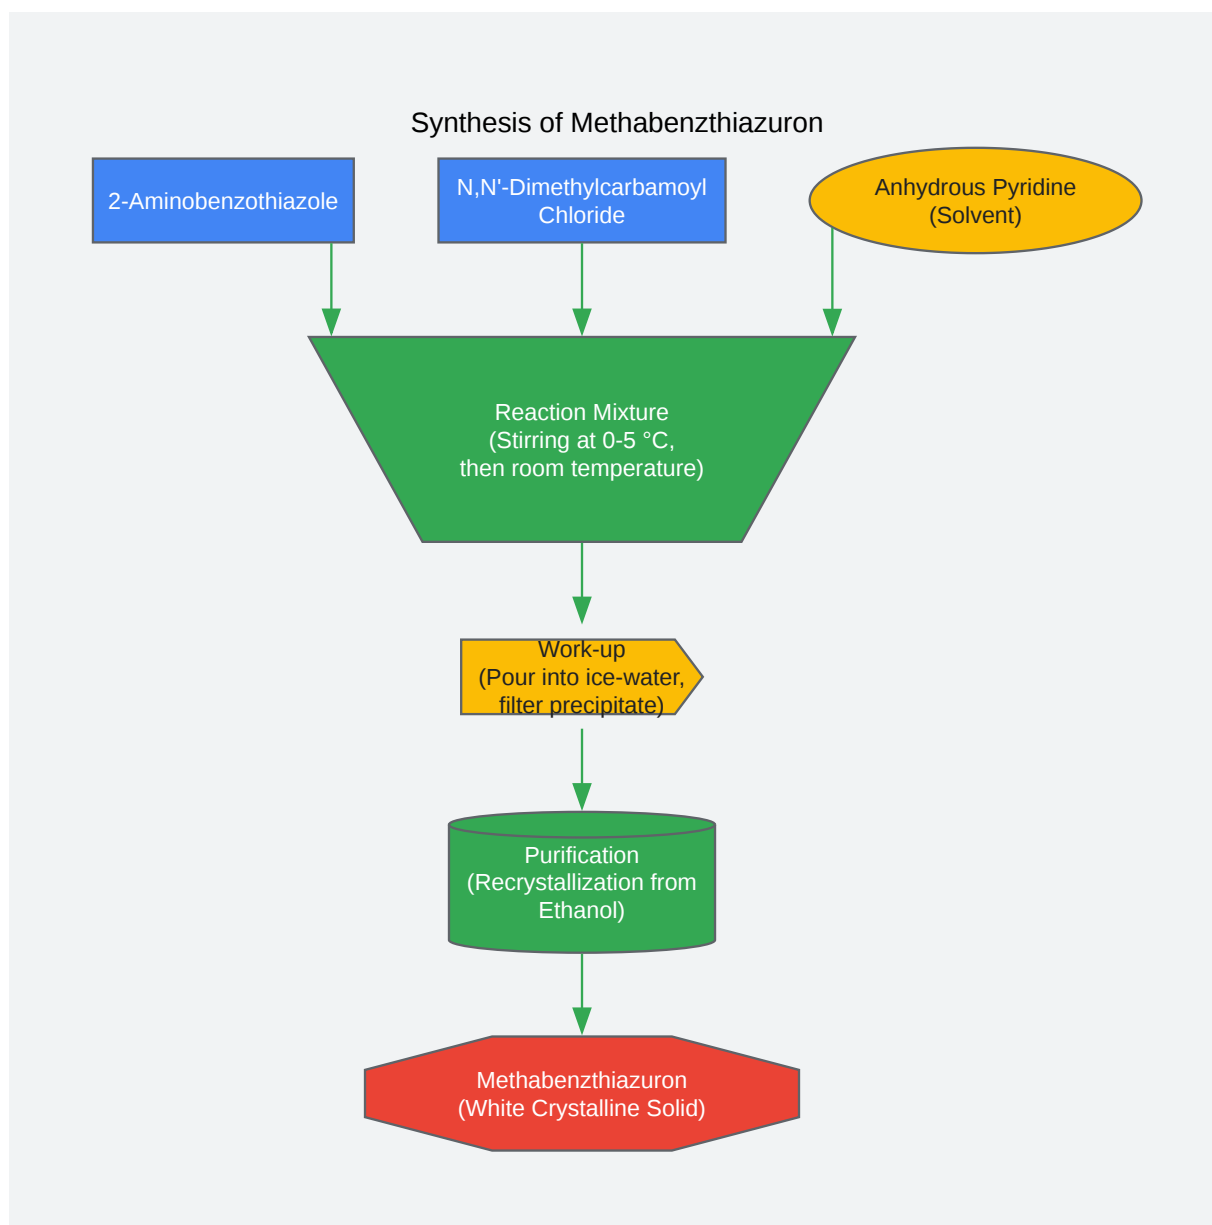 Synthesis of Methabenzthiazuron
2-Aminobenzothiazole
N,N'-Dimethylcarbamoyl
Chloride
Anhydrous Pyridine
(Solvent)
Reaction Mixture
(Stirring at 0-5 °C,
then room temperature)
Work-up
(Pour into ice-water,
filter precipitate)
Purification
(Recrystallization from
Ethanol)
Methabenzthiazuron
(White Crystalline Solid)